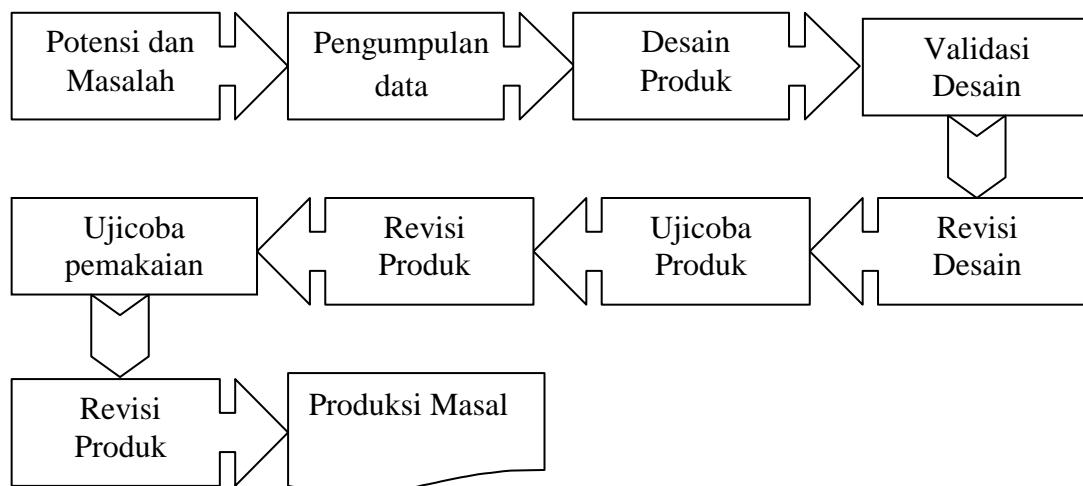 Potensi dan
Masalah
Pengumpulan
data
Desain
Produk
Validasi
Desain
Revisi
Desain
Ujicoba
Produk
Revisi
Produk
Ujicoba
pemakaian
Revisi
Produk
Produksi Masal